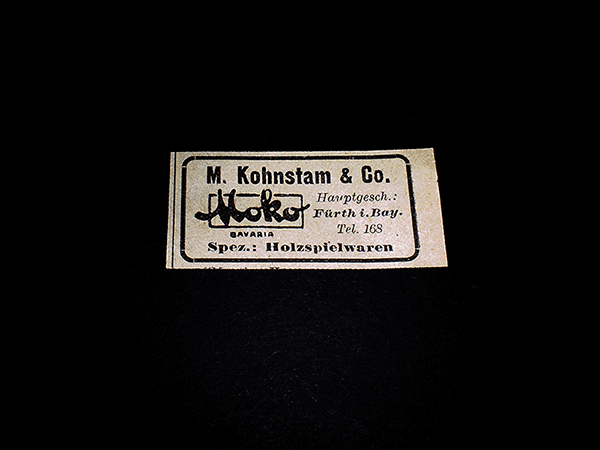 M. Kohnstam & Co.
Moko
BAVARIA
Hauptgesch.:
Fürth i. Bay.
Tel. 168
Spez.: Holzspielwaren